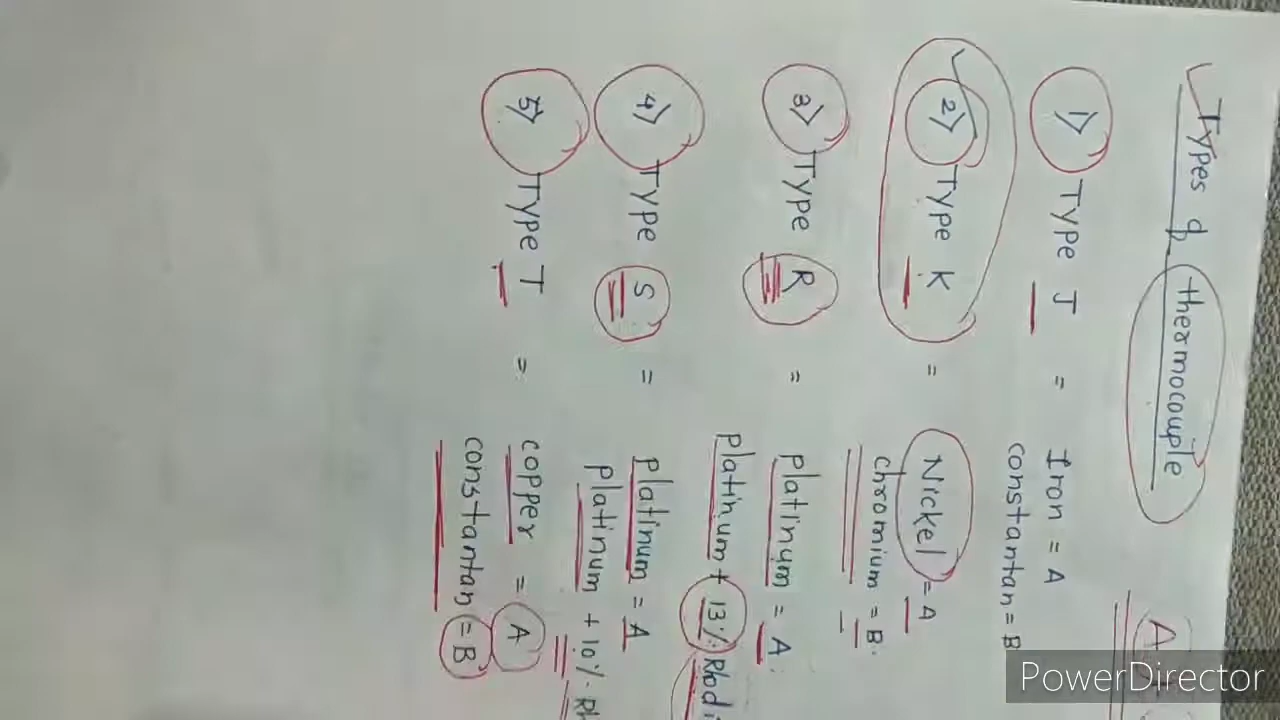 Types of thermocouple
A +
1) Type J = Iron = A
constantan = B
2) Type K = Nickel = A
chromium = B.
3) Type R = platinum = A.
platinum + 13%
4) Type S = platinum = A
platinum + 10%
5) Type T = copper = A
constantan = B
PowerDirector